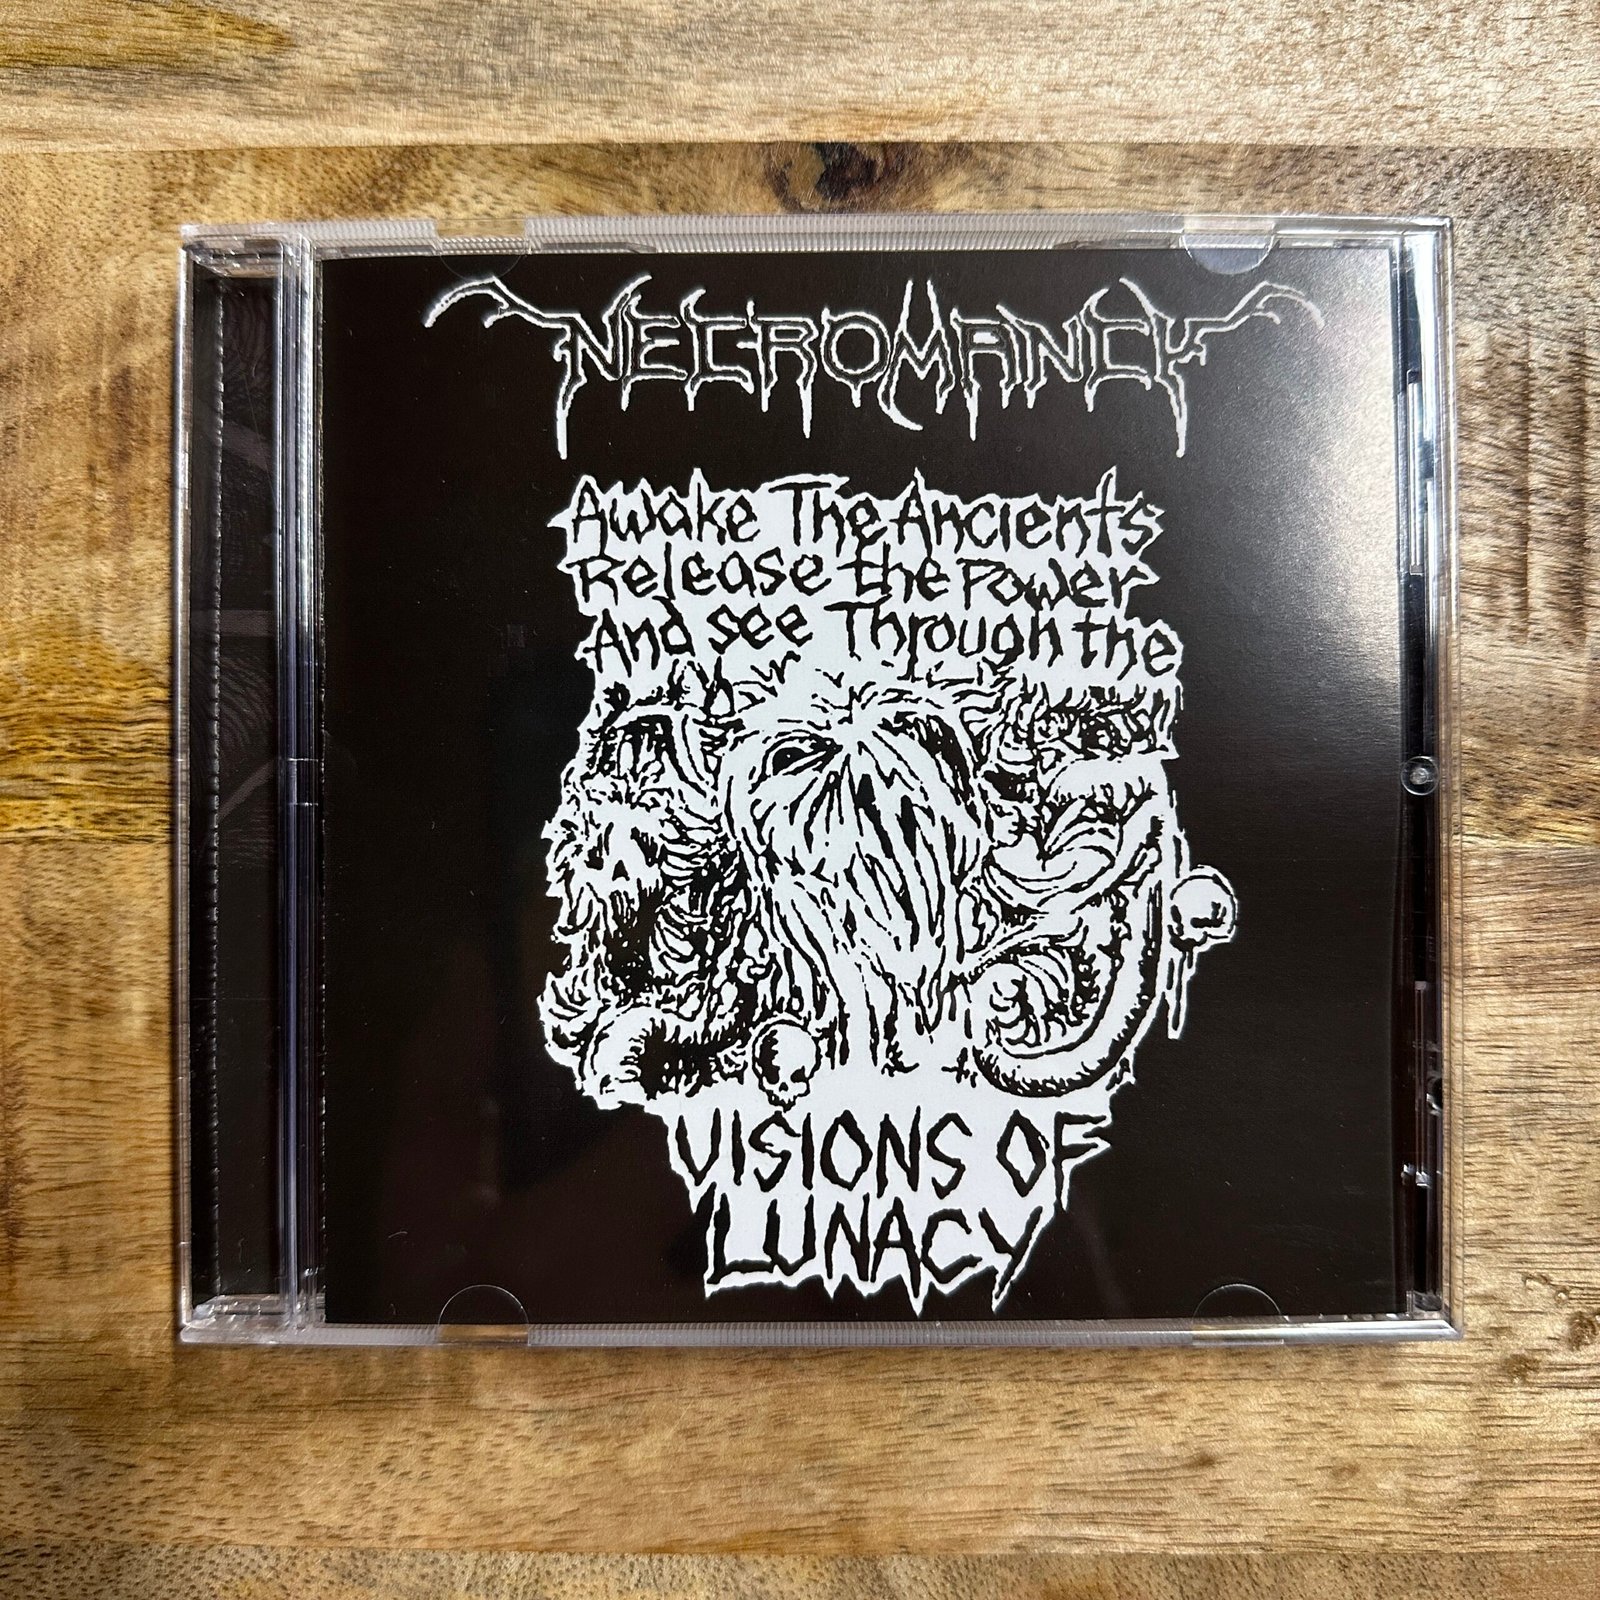 NECROMANCY
Awake The Ancients
Release the Power
And see Through the
VISIONS OF
LUNACY